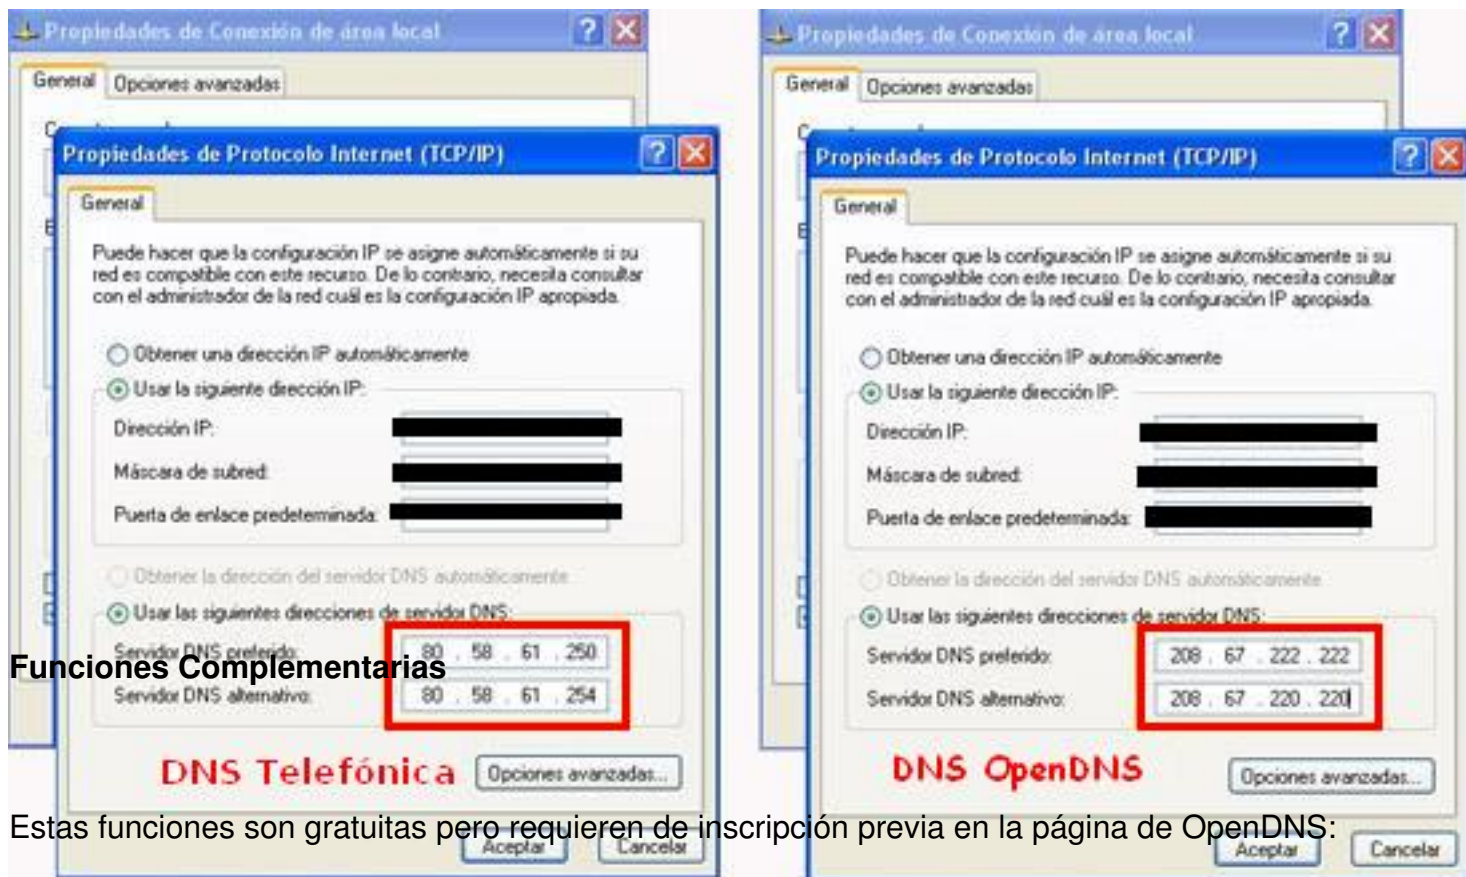 Propiedades de Conexión de área local
General Opciones avanzadas
Propiedades de Protocolo Internet (TCP/IP)
General
Puede hacer que la configuración IP se asigne automáticamente si su
red es compatible con este recurso. De lo contrario, necesita consultar
con el administrador de la red cuál es la configuración IP apropiada.
Obtener una dirección IP automáticamente
Usar la siguiente dirección IP:
Dirección IP:
Máscara de subred:
Puerta de enlace predeterminada:
Obtener la dirección del servidor DNS automáticamente
Usar las siguientes direcciones de servidor DNS:
Servidor DNS preferido: 80 . 58 . 61 . 250
Servidor DNS alternativo: 80 . 58 . 61 . 254
DNS Telefónica
Opciones avanzadas...
Aceptar Cancelar
Propiedades de Conexión de área local
General Opciones avanzadas
Propiedades de Protocolo Internet (TCP/IP)
General
Puede hacer que la configuración IP se asigne automáticamente si su
red es compatible con este recurso. De lo contrario, necesita consultar
con el administrador de la red cuál es la configuración IP apropiada.
Obtener una dirección IP automáticamente
Usar la siguiente dirección IP:
Dirección IP:
Máscara de subred:
Puerta de enlace predeterminada:
Obtener la dirección del servidor DNS automáticamente
Usar las siguientes direcciones de servidor DNS:
Servidor DNS preferido: 208 . 67 . 222 . 222
Servidor DNS alternativo: 208 . 67 . 220 . 220
DNS OpenDNS
Opciones avanzadas...
Aceptar Cancelar
Funciones Complementarias
Estas funciones son gratuitas pero requieren de inscripción previa en la página de OpenDNS: